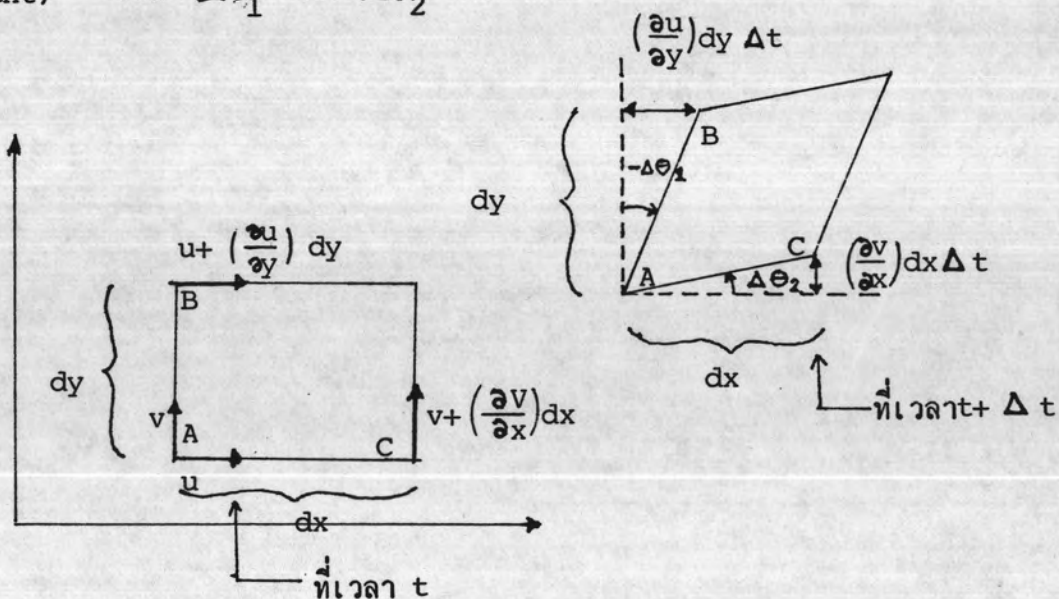 (∂u/∂y)dy Δt
B
-Δθ1
dy
C
A
Δθ2
(∂v/∂x)dxΔt
dx
ที่เวลาt+ Δt
u+ (∂u/∂y) dy
B
dy
v
A
C
v+ (∂v/∂x)dx
u
dx
ที่เวลา t